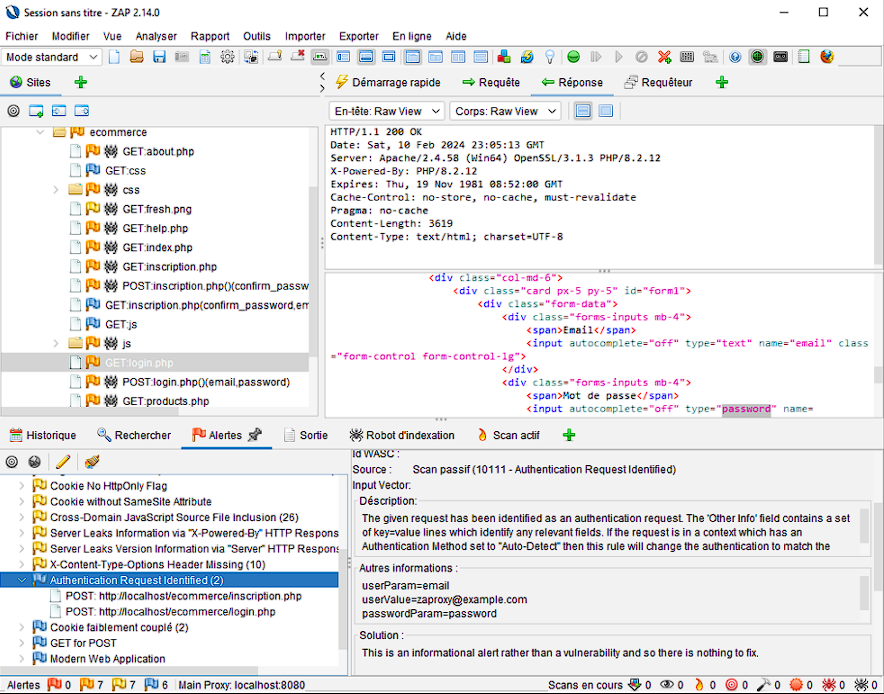 Session sans titre - ZAP 2.14.0
Fichier Modifier Vue Analyser Rapport Outils Importer Exporter En ligne Aide
Mode standard
Sites
Démarrage rapide Requête Réponse Requêteur
En-tête: Raw View Corps: Raw View
ecommerce
GET:about.php
GET:css
css
GET:fresh.png
GET:help.php
GET:index.php
GET:inscription.php
POST:inscription.php()(confirm_passw
GET:inscription.php(confirm_password,em
GET:js
js
GET:login.php
POST:login.php()(email,password)
GET:products.php
HTTP/1.1 200 OK
Date: Sat, 10 Feb 2024 23:05:13 GMT
Server: Apache/2.4.58 (Win64) OpenSSL/3.1.3 PHP/8.2.12
X-Powered-By: PHP/8.2.12
Expires: Thu, 19 Nov 1981 08:52:00 GMT
Cache-Control: no-store, no-cache, must-revalidate
Pragma: no-cache
Content-Length: 3619
Content-Type: text/html; charset=UTF-8
<div class="col-md-6">
<div class="card px-5 py-5" id="form1">
<div class="form-data">
<div class="forms-inputs mb-4">
<span>Email</span>
<input autocomplete="off" type="text" name="email" class
="form-control form-control-lg">
</div>
<div class="forms-inputs mb-4">
<span>Mot de passe</span>
<input autocomplete="off" type="password" name=
Historique Rechercher Alertes Sortie Robot d'indexation Scan actif
Cookie No HttpOnly Flag
Cookie without SameSite Attribute
Cross-Domain JavaScript Source File Inclusion (26)
Server Leaks Information via "X-Powered-By" HTTP Respons
Server Leaks Version Information via "Server" HTTP Respons
X-Content-Type-Options Header Missing (10)
Authentication Request Identified (2)
POST: http://localhost/ecommerce/inscription.php
POST: http://localhost/ecommerce/login.php
Cookie faiblement couplé (2)
GET for POST
Modern Web Application
Id WASC :
Source : Scan passif (10111 - Authentication Request Identified)
Input Vector:
Déscription:
The given request has been identified as an authentication request. The 'Other Info' field contains a set
of key=value lines which identify any relevant fields. If the request is in a context which has an
Authentication Method set to "Auto-Detect" then this rule will change the authentication to match the
Autres informations :
userParam=email
userValue=zaproxy@example.com
passwordParam=password
Solution :
This is an informational alert rather than a vulnerability and so there is nothing to fix.
Alertes 0 7 7 6 Main Proxy: localhost:8080 Scans en cours 0 0 0 0 0 0 0 0